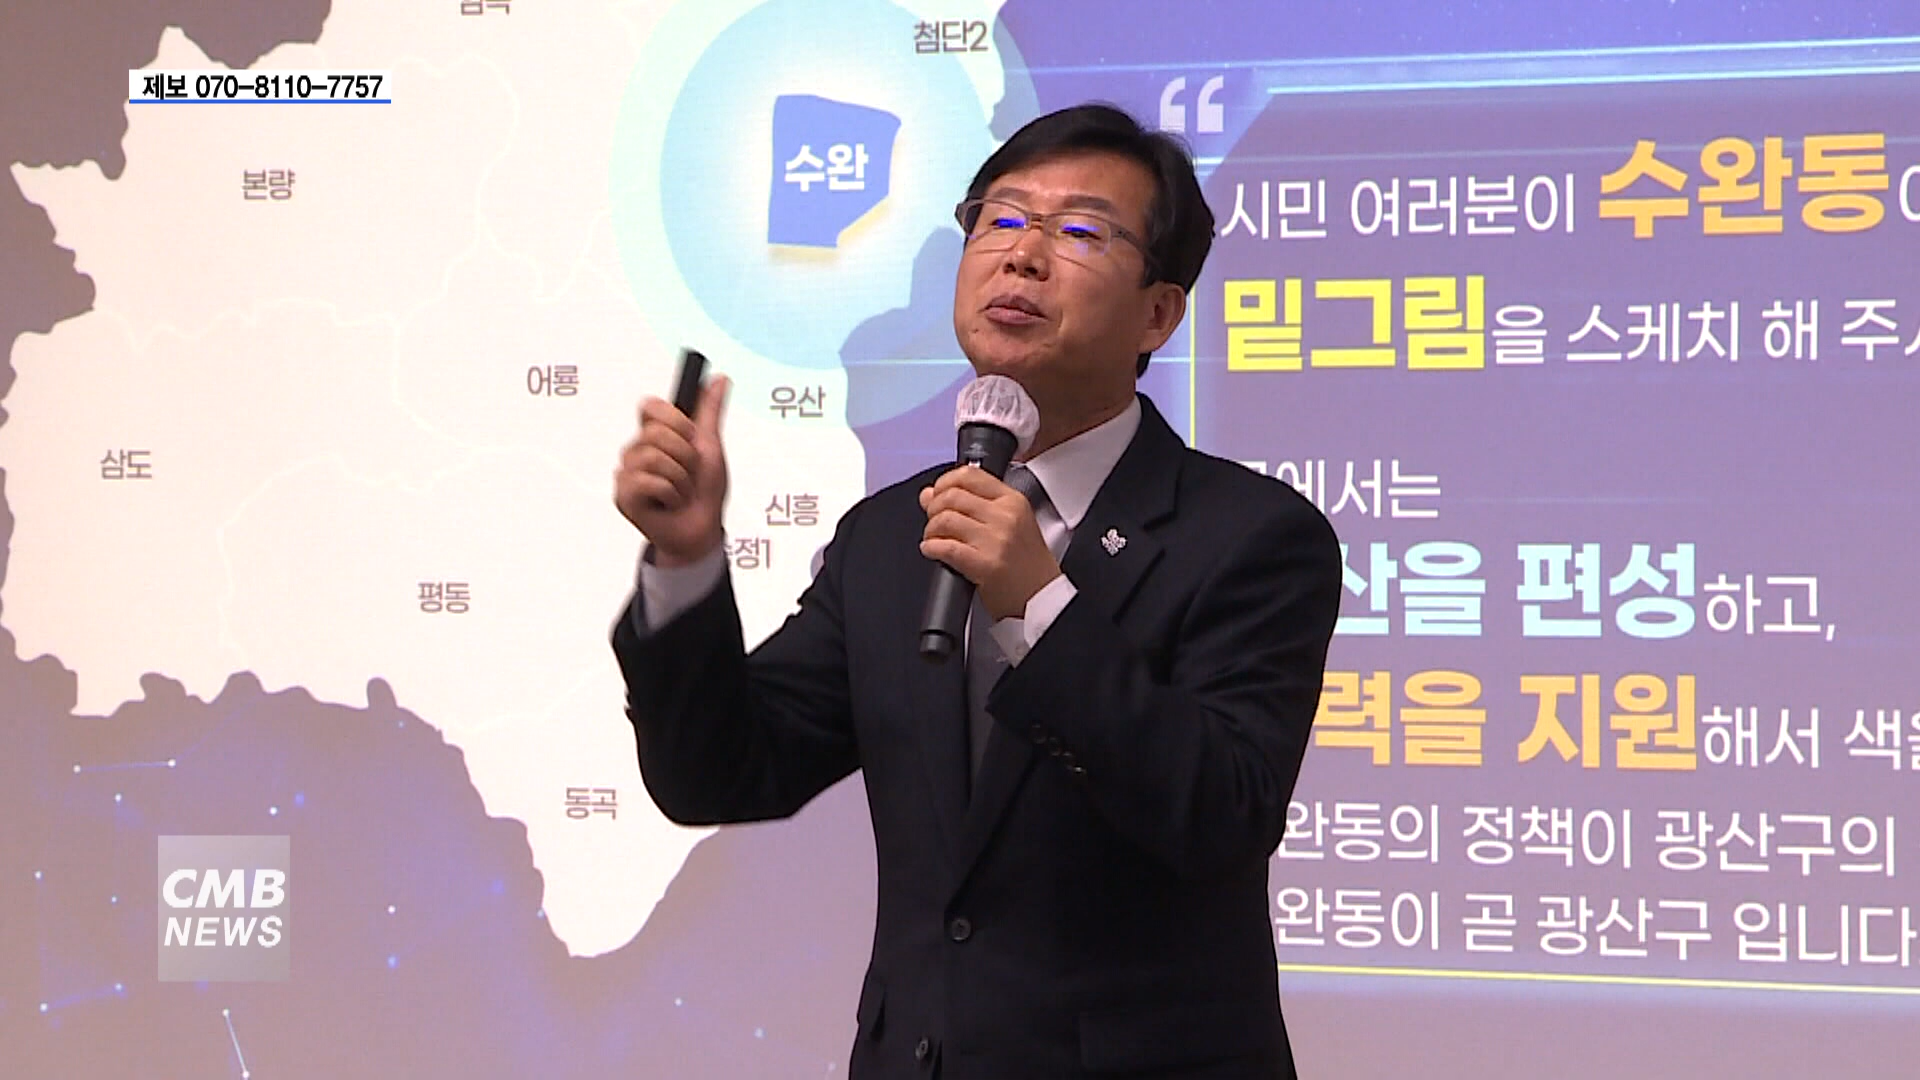 제보 070-8110-7757
첨단2
수완
본량
어룡
우산
삼도
신흥
정1
평동
동곡
CMB
NEWS
“
시민 여러분이 수완동
밑그림을 스케치 해 주
에서는
산을 편성하고,
력을 지원해서 색을
완동의 정책이 광산구의
완동이 곧 광산구 입니다